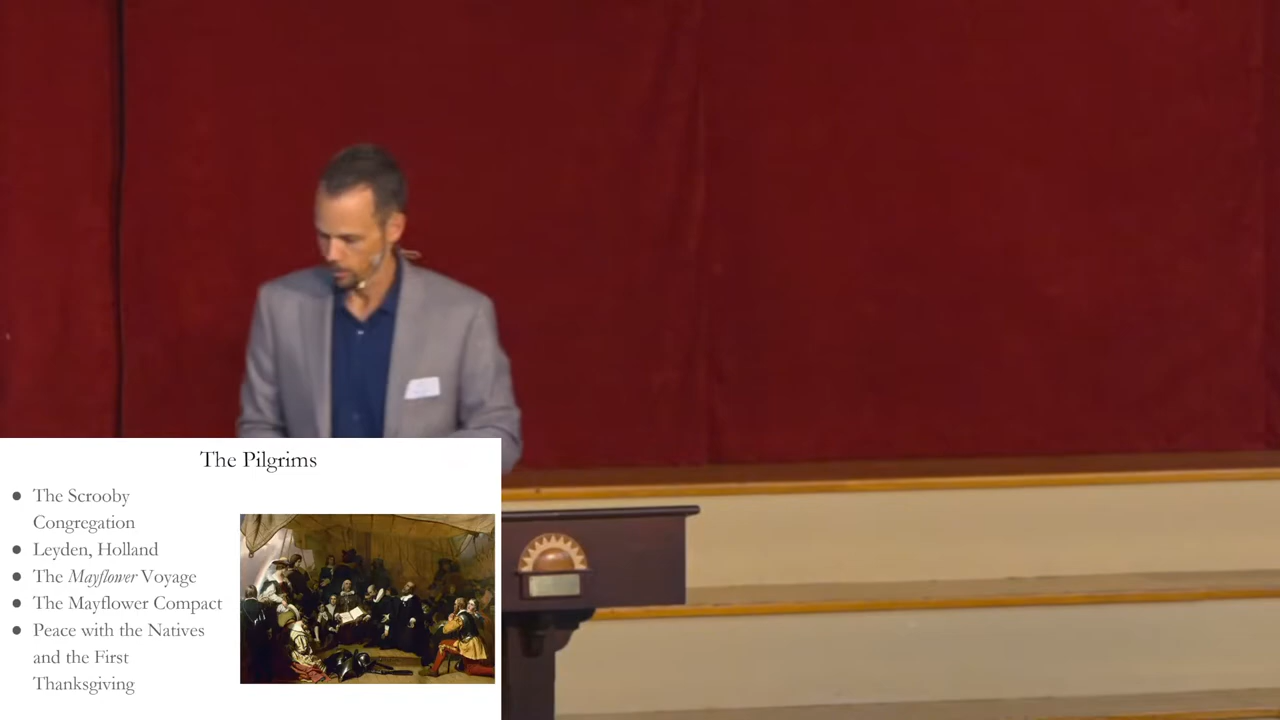 The Pilgrims
● The Scrooby
Congregation
● Leyden, Holland
● The Mayflower Voyage
● The Mayflower Compact
● Peace with the Natives
and the First
Thanksgiving